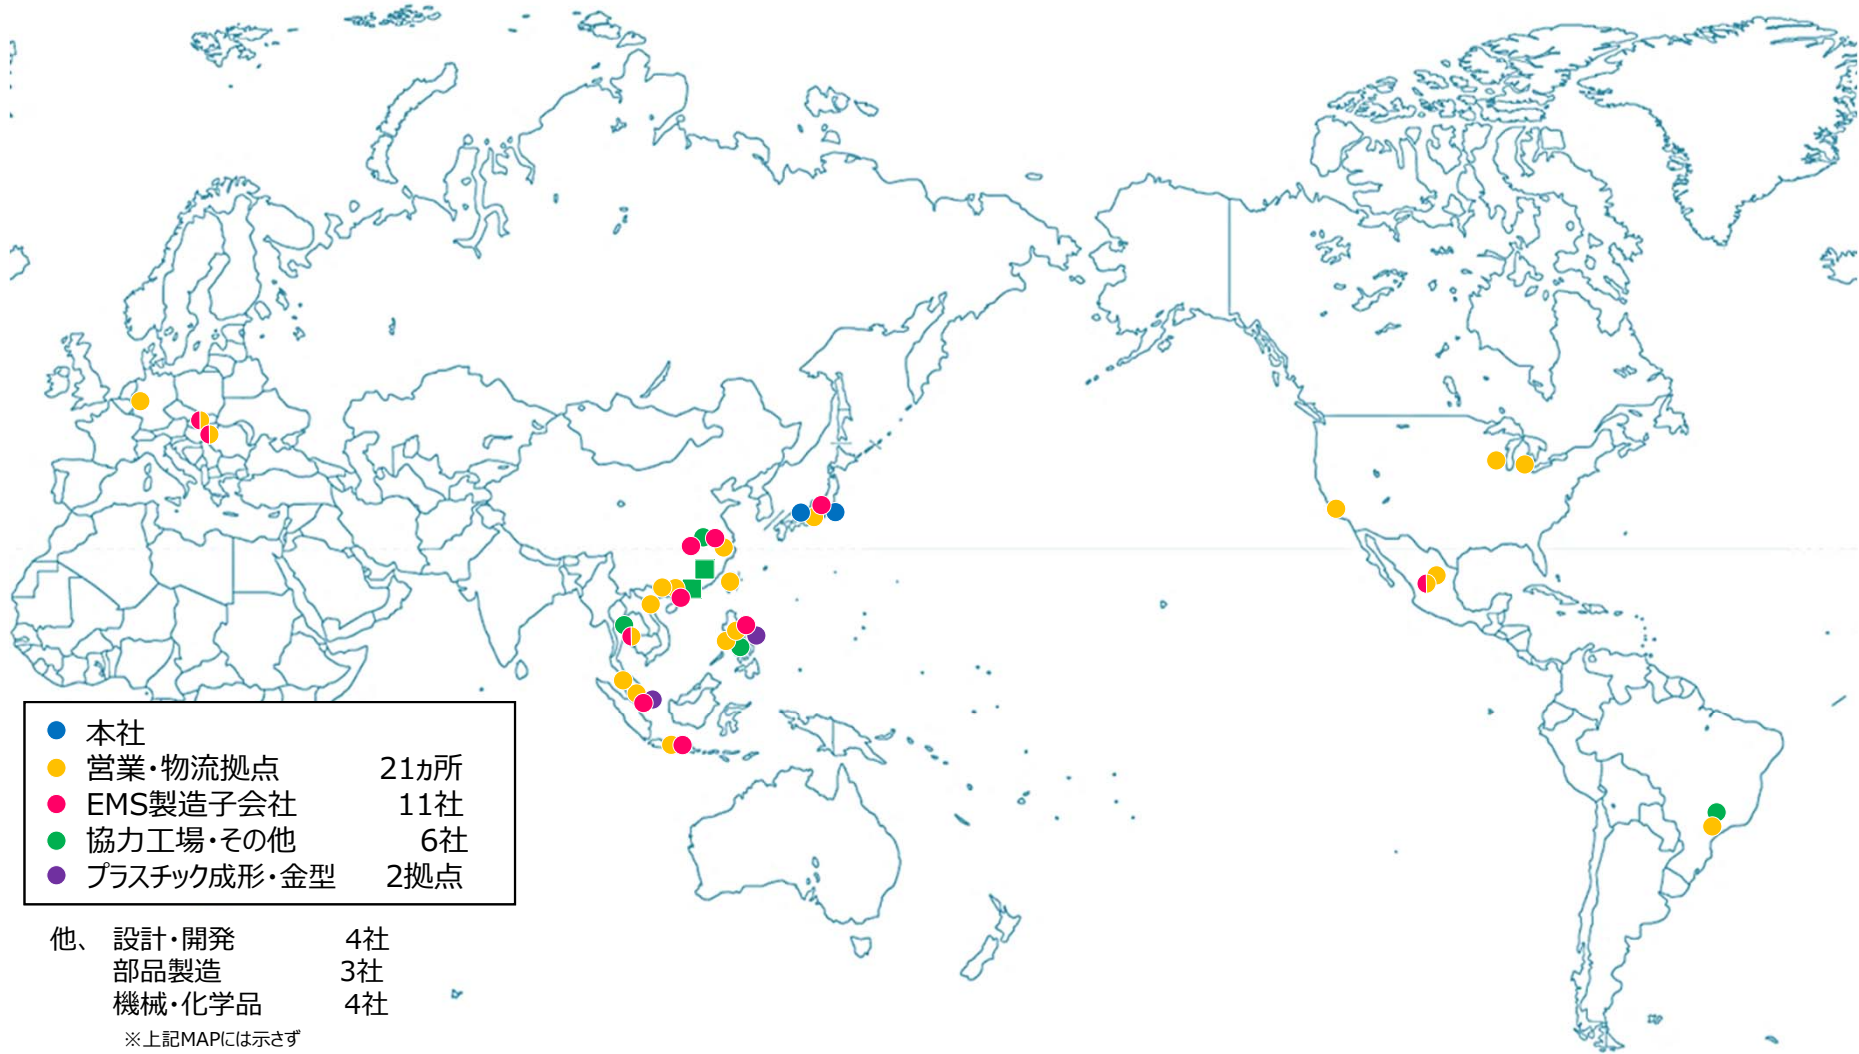 本社
営業・物流拠点 21ヵ所
EMS製造子会社 11社
協力工場・その他 6社
プラスチック成形・金型 2拠点
他、 設計・開発 4社
部品製造 3社
機械・化学品 4社
※上記MAPには示さず